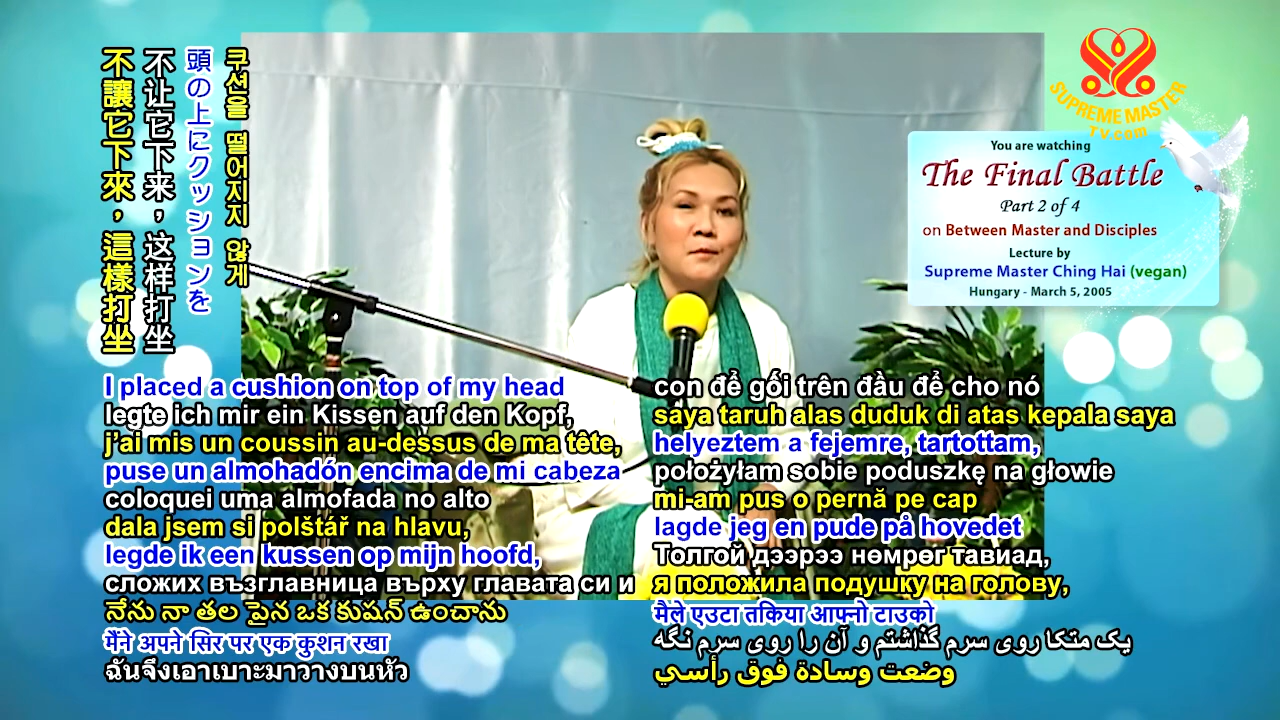 不讓它下來，這樣打坐
不让它下来，这样打坐
頭の上にクッションを
쿠션을 떨어지지 않게
SUPREME MASTER
TV.com
You are watching
The Final Battle
Part 2 of 4
on Between Master and Disciples
Lecture by
Supreme Master Ching Hai (vegan)
Hungary - March 5, 2005
I placed a cushion on top of my head
legte ich mir ein Kissen auf den Kopf,
j'ai mis un coussin au-dessus de ma tête,
puse un almohadón encima de mi cabeza
coloquei uma almofada no alto
dala jsem si polštář na hlavu,
legde ik een kussen op mijn hoofd,
сложих възглавница върху главата си и
నేను నా తల పైన ఒక కుషన్ ఉంచాను
मैंने अपने सिर पर एक कुशन रखा
ฉันจึงเอาเบาะมาวางบนหัว
con để gối trên đầu để cho nó
saya taruh alas duduk di atas kepala saya
helyeztem a fejemre, tartottam,
położyłam sobie poduszkę na głowie
mi-am pus o pernă pe cap
lagde jeg en pude på hovedet
Толгой дээрээ нөмрөг тавиад,
я положила подушку на голову,
मैले एउटा तकिया आफ्नो टाउको
یک متکا روی سرم گذاشتم و آن را روی سرم نگه
وضعت وسادة فوق رأسي